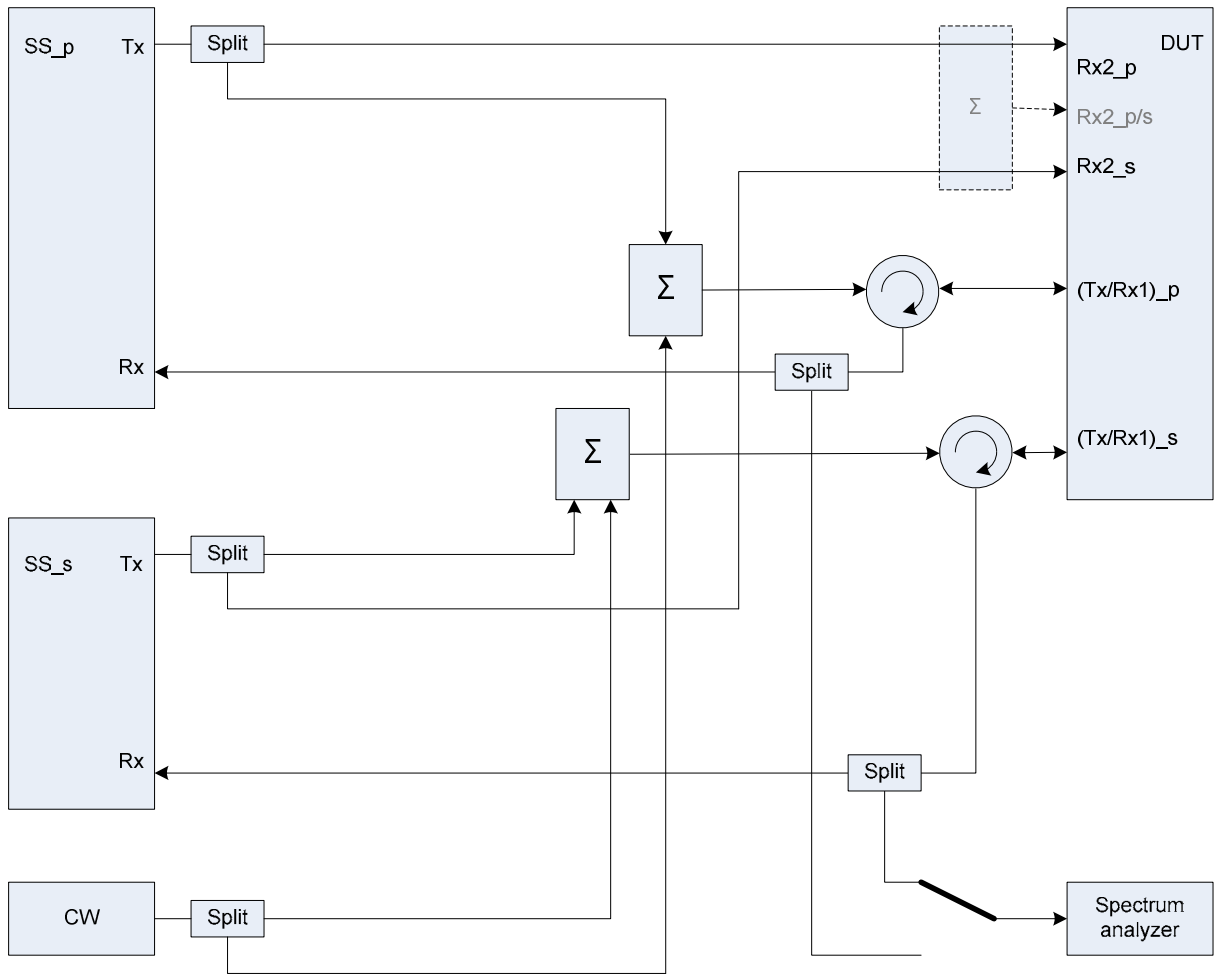 SS_p
Tx
Split
DUT
Rx2_p
Σ
Rx2_p/s
Rx2_s
Σ
(Tx/Rx1)_p
Rx
Split
Σ
(Tx/Rx1)_s
SS_s
Tx
Split
Rx
Split
CW
Split
Spectrum
analyzer